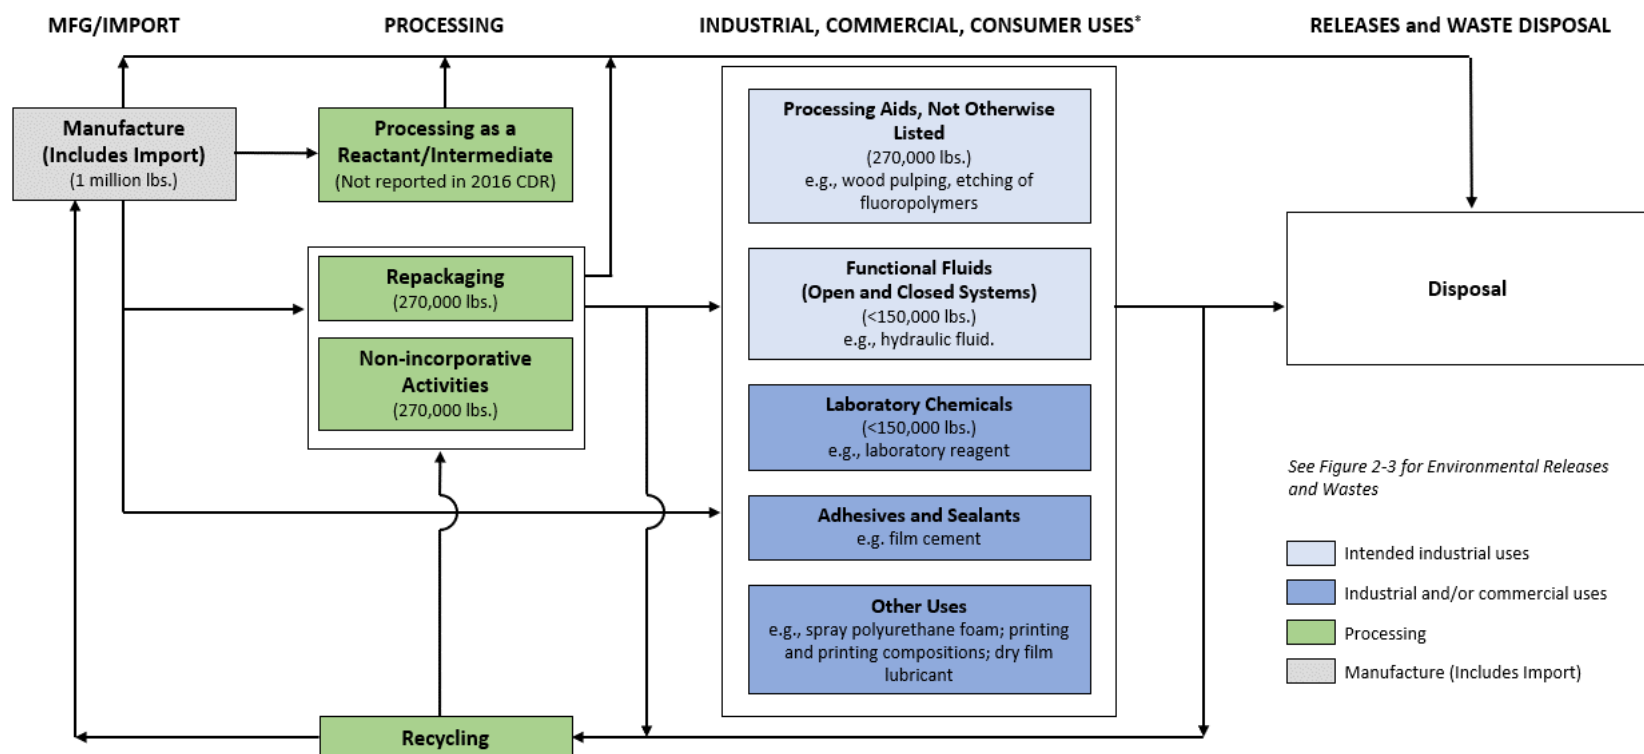 MFG/IMPORT
PROCESSING
INDUSTRIAL, COMMERCIAL, CONSUMER USES*
RELEASES and WASTE DISPOSAL
Manufacture
(Includes Import)
(1 million lbs.)
Processing as a
Reactant/Intermediate
(Not reported in 2016 CDR)
Repackaging
(270,000 lbs.)
Non-incorporative
Activities
(270,000 lbs.)
Recycling
Processing Aids, Not Otherwise
Listed
(270,000 lbs.)
e.g., wood pulping, etching of
fluoropolymers
Functional Fluids
(Open and Closed Systems)
(<150,000 lbs.)
e.g., hydraulic fluid.
Laboratory Chemicals
(<150,000 lbs.)
e.g., laboratory reagent
Adhesives and Sealants
e.g. film cement
Other Uses
e.g., spray polyurethane foam; printing
and printing compositions; dry film
lubricant
Disposal
See Figure 2-3 for Environmental Releases
and Wastes
Intended industrial uses
Industrial and/or commercial uses
Processing
Manufacture (Includes Import)